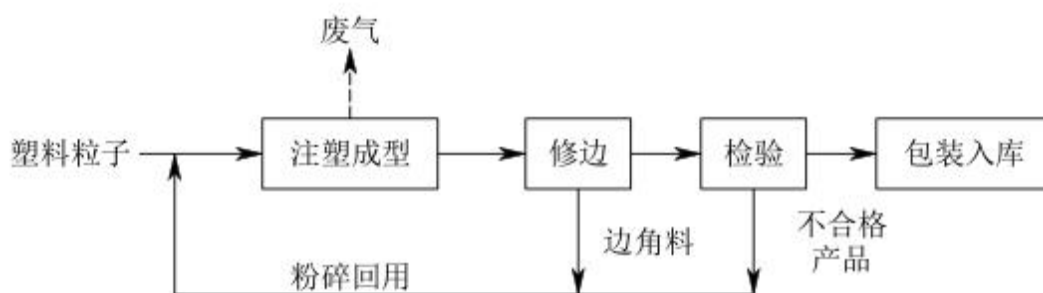 废气
塑料粒子
注塑成型
修边
检验
包装入库
边角料
不合格
产品
粉碎回用